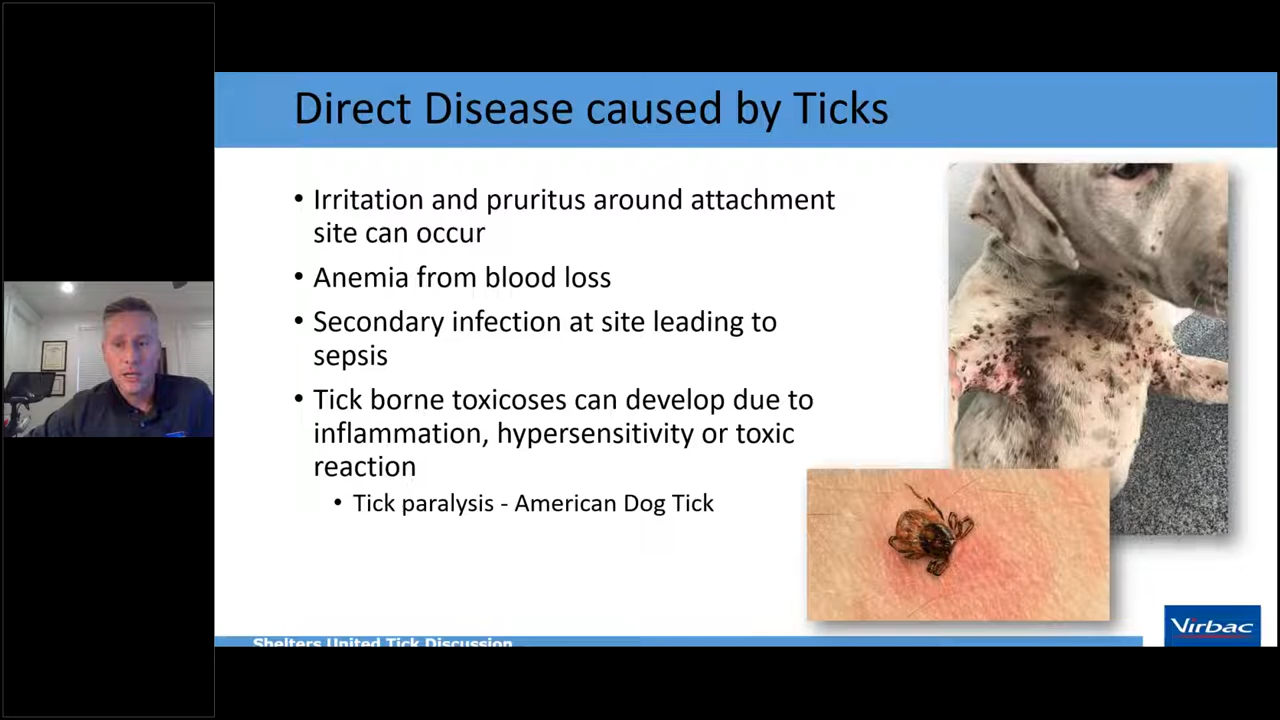 Direct Disease caused by Ticks
• Irritation and pruritus around attachment
site can occur
• Anemia from blood loss
• Secondary infection at site leading to
sepsis
• Tick borne toxicoses can develop due to
inflammation, hypersensitivity or toxic
reaction
• Tick paralysis - American Dog Tick
Shelters United Tick Discussion
Virbac